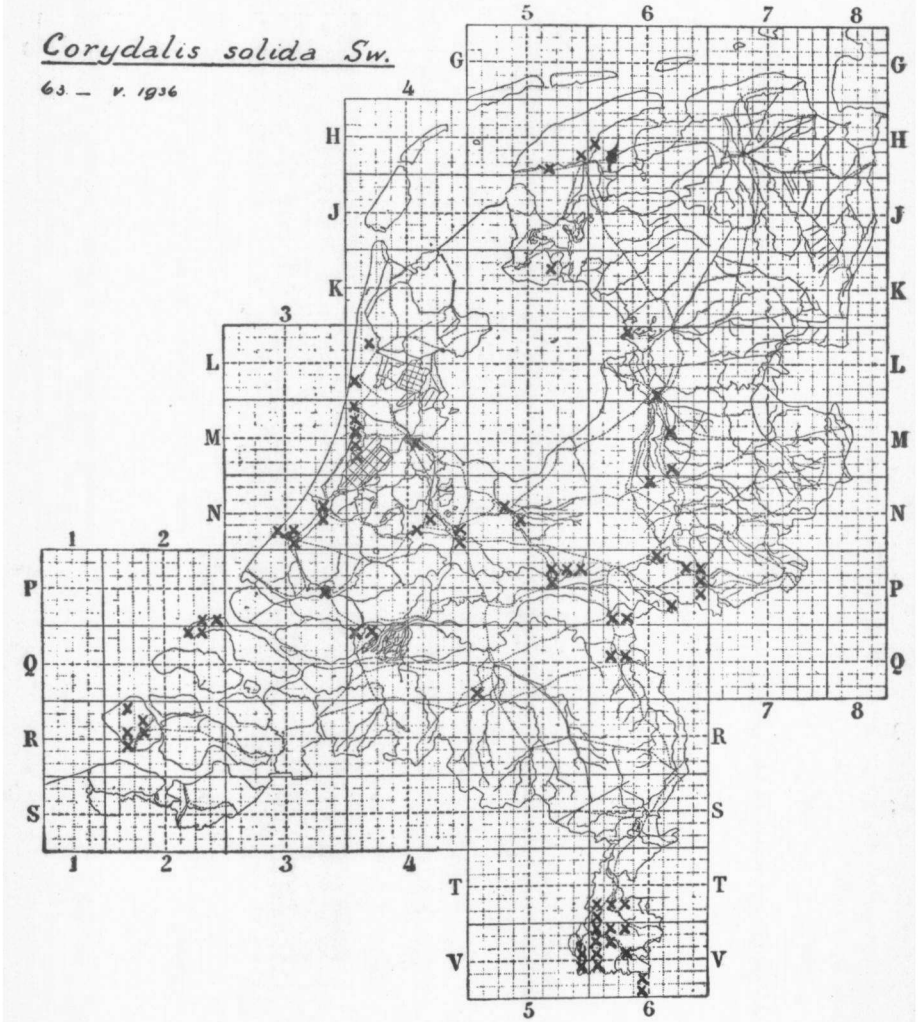 Corydalis solida Sw.
63 — V. 1936
5 6 7 8
G G
4
H H
J J
K K
3
L L
M M
N N
1 2
P P
Q Q
7 8
R R
S S
1 2 3 4
T T
V V
5 6